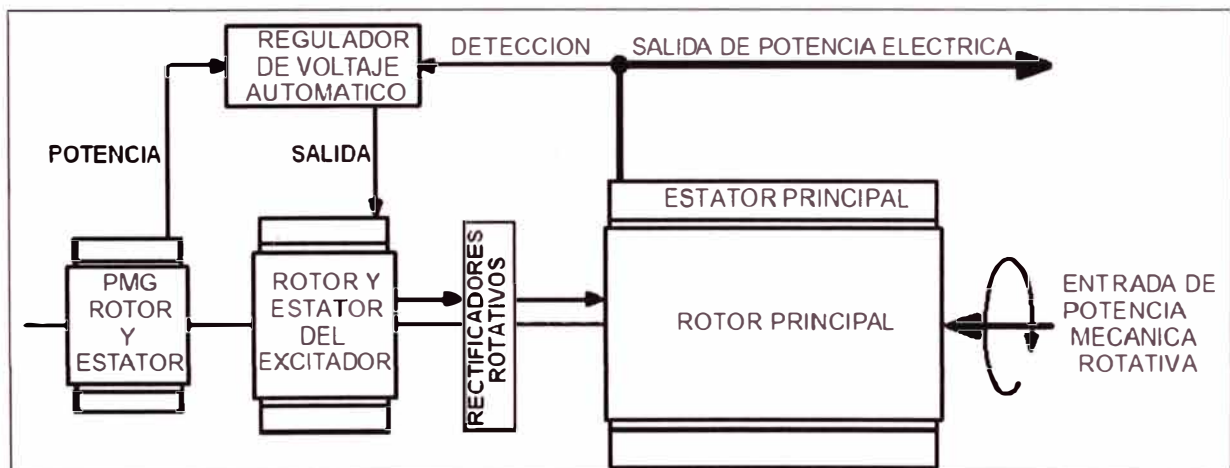 REGULADOR
DE VOLTAJE
AUTOMATICO
DETECCION
SALIDA DE POTENCIA ELECTRICA
POTENCIA
SALIDA
ESTATOR PRINCIPAL
PMG
ROTOR
Y
ESTATOR
ROTOR Y
ESTATOR
DEL
EXCITADOR
RECTIFICADORES
ROTATIVOS
ROTOR PRINCIPAL
ENTRADA DE
POTENCIA
MECANICA
ROTATIVA